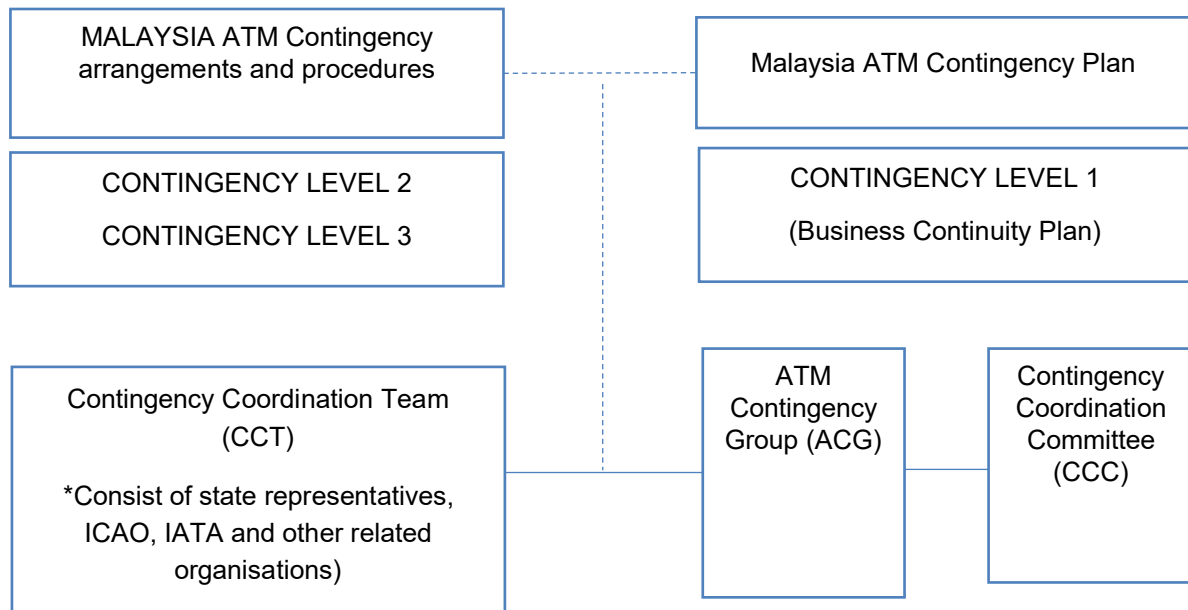 MALAYSIA ATM Contingency
arrangements and procedures
Malaysia ATM Contingency Plan
CONTINGENCY LEVEL 2
CONTINGENCY LEVEL 3
CONTINGENCY LEVEL 1
(Business Continuity Plan)
Contingency Coordination Team
(CCT)
*Consist of state representatives,
ICAO, IATA and other related
organisations)
ATM
Contingency
Group (ACG)
Contingency
Coordination
Committee
(CCC)